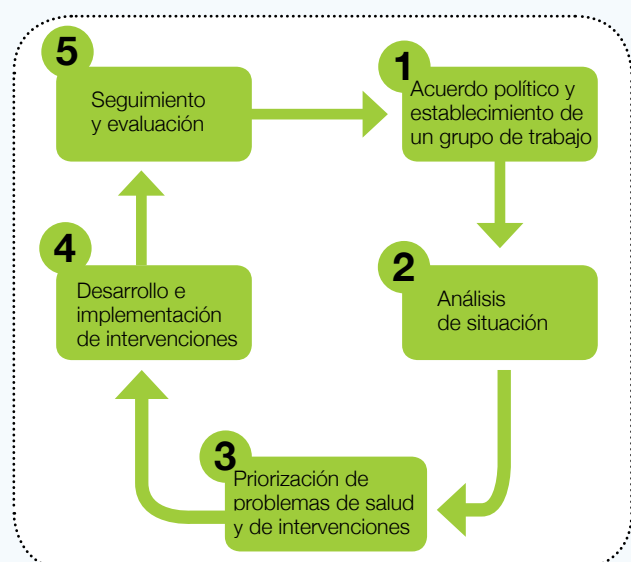 1
Acuerdo político y
establecimiento de
un grupo de trabajo
2
Análisis
de situación
3
Priorización de
problemas de salud
y de intervenciones
4
Desarrollo e
implementación
de intervenciones
5
Seguimiento
y evaluación